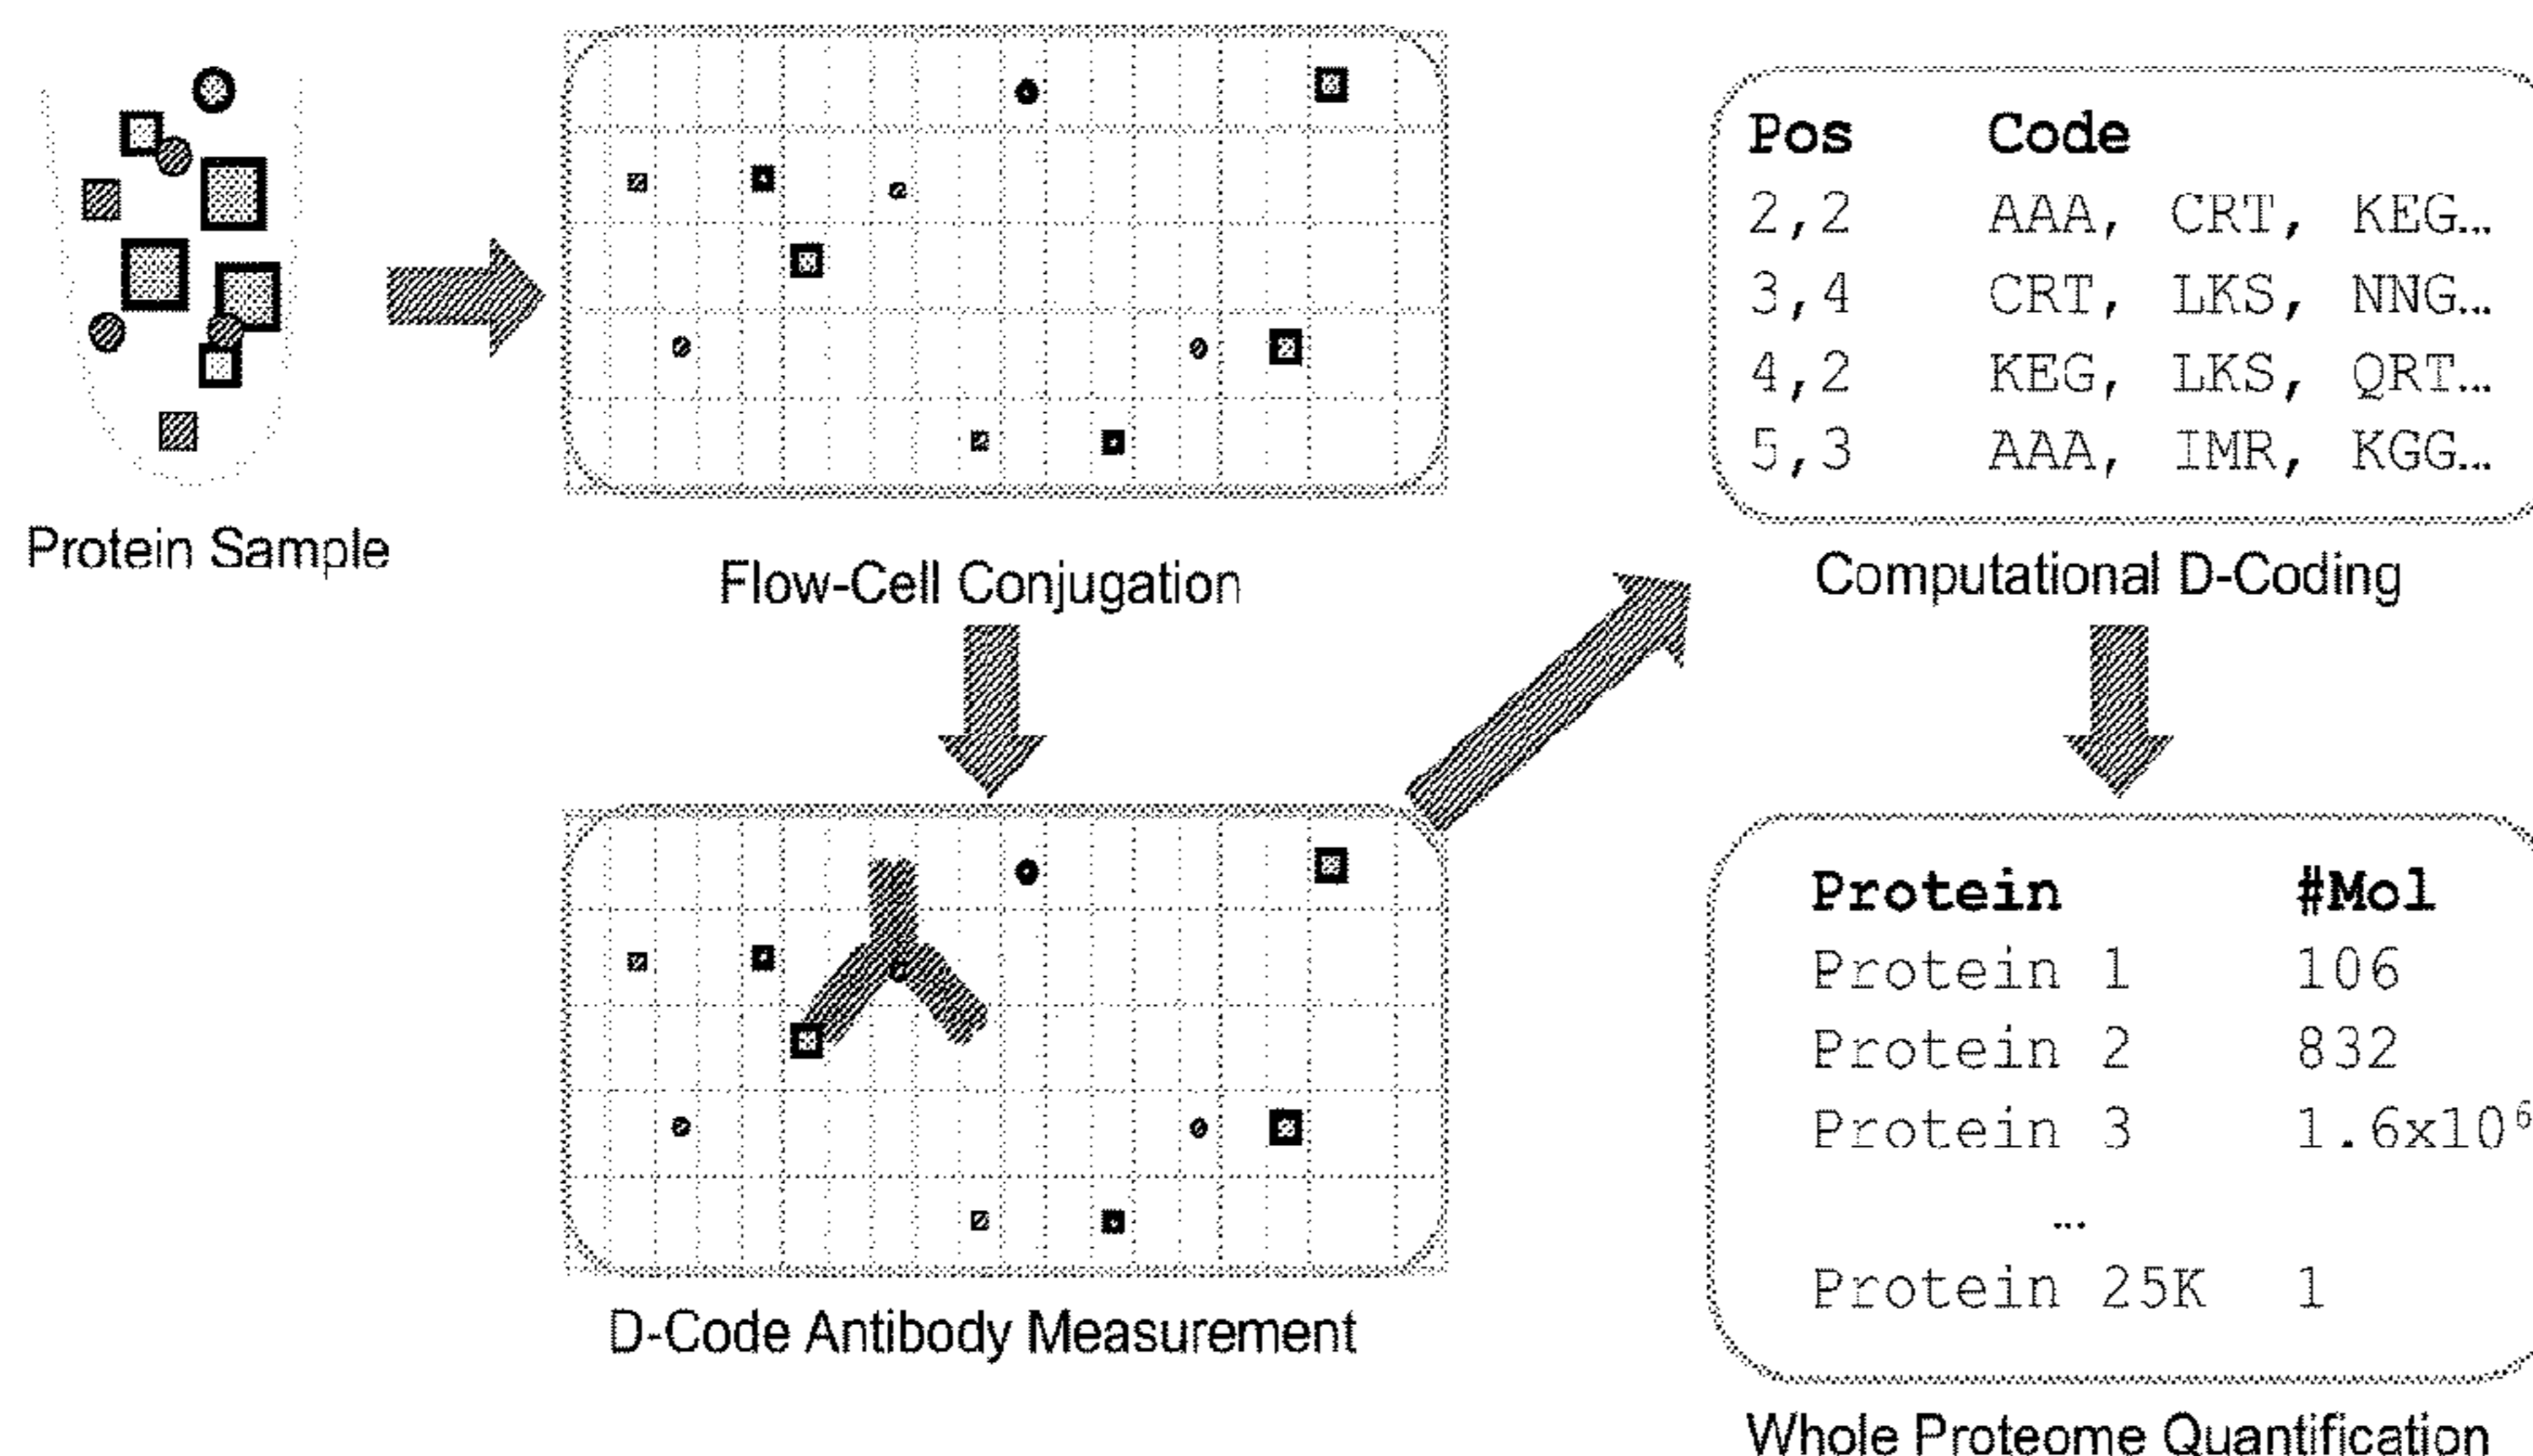 Protein Sample
Flow-Cell Conjugation
D-Code Antibody Measurement
Pos Code
2,2 AAA, CRT, KEG…
3,4 CRT, LKS, NNG…
4,2 KEG, LKS, QRT…
5,3 AAA, IMR, KGG…
Computational D-Coding
Protein #Mol
Protein 1 106
Protein 2 832
Protein 3 1.6x10⁶
…
Protein 25K 1
Whole Proteome Quantification